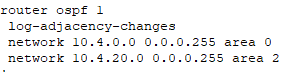 router ospf 1
log-adjacency-changes
network 10.4.0.0 0.0.0.255 area 0
network 10.4.20.0 0.0.0.255 area 2